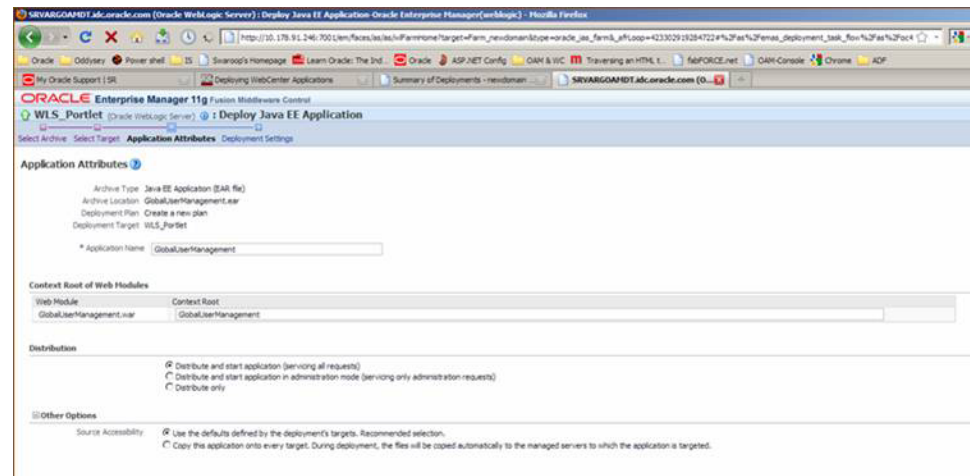 SRVARGOAMDT.idc.oracle.com (Oracle WebLogic Server) : Deploy Java EE Application-Oracle Enterprise Manager(weblogic) - Mozilla Firefox
Oracle Oddysey Power shell IS Swaroop's Homepage Learn Oracle: The Ind... Oracle ASP.NET Config OAM & WC Traversing an HTML t... fabFORCE.net OAM-Console Chrome ADF
My Oracle Support | SR Deploying WebCenter Applications Summary of Deployments - newdomain ... SRVARGOAMDT.idc.oracle.com (O...
ORACLE Enterprise Manager 11g Fusion Middleware Control
WLS_Portlet (Oracle WebLogic Server) : Deploy Java EE Application
Select Archive Select Target Application Attributes Deployment Settings
Application Attributes
Archive Type Java EE Application (EAR file)
Archive Location GlobalUserManagement.ear
Deployment Plan Create a new plan
Deployment Target WLS_Portlet
* Application Name GlobalUserManagement
Context Root of Web Modules
Web Module Context Root
GlobalUserManagement.war GlobalUserManagement
Distribution
Distribute and start application (servicing all requests)
Distribute and start application in administration mode (servicing only administration requests)
Distribute only
Other Options
Source Accessibility Use the defaults defined by the deployment's targets. Recommended selection.
Copy this application onto every target. During deployment, the files will be copied automatically to the managed servers to which the application is targeted.